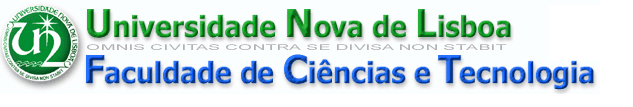 Universidade Nova de Lisboa
OMNIS CIVITAS CONTRA SE DIVISA NON STABIT
Faculdade de Ciências e Tecnologia